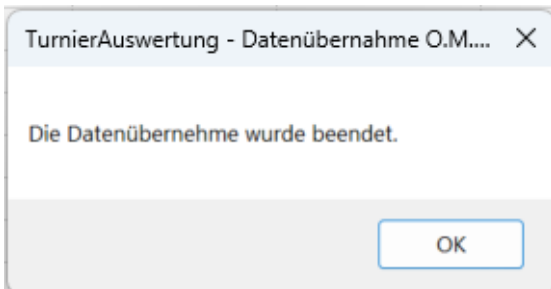 TurnierAuswertung - Datenübernahme O.M....
Die Datenübernehme wurde beendet.
OK